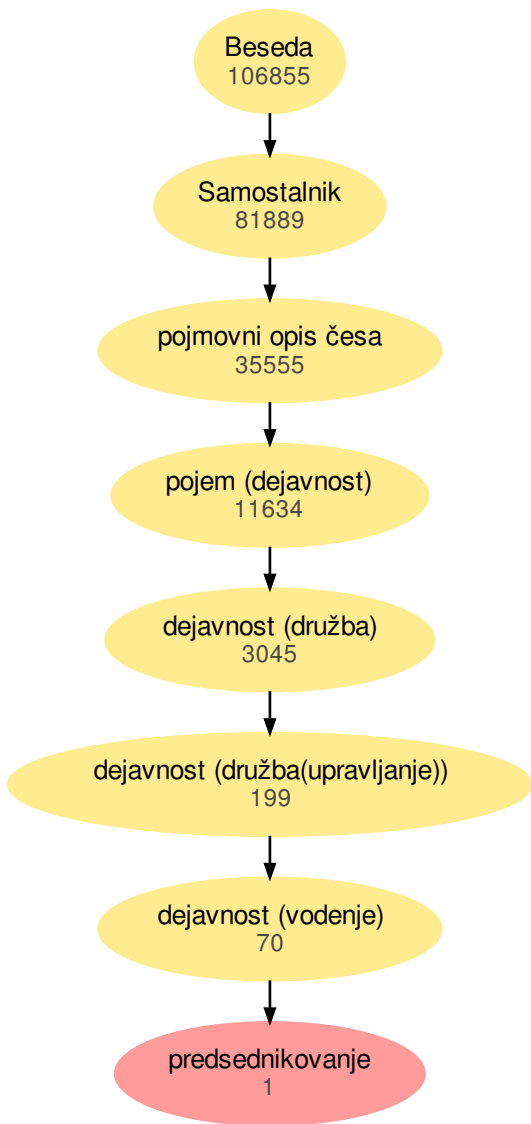 Beseda
106855
Samostalnik
81889
pojmovni opis česa
35555
pojem (dejavnost)
11634
dejavnost (družba)
3045
dejavnost (družba(upravljanje))
199
dejavnost (vodenje)
70
predsednikovanje
1